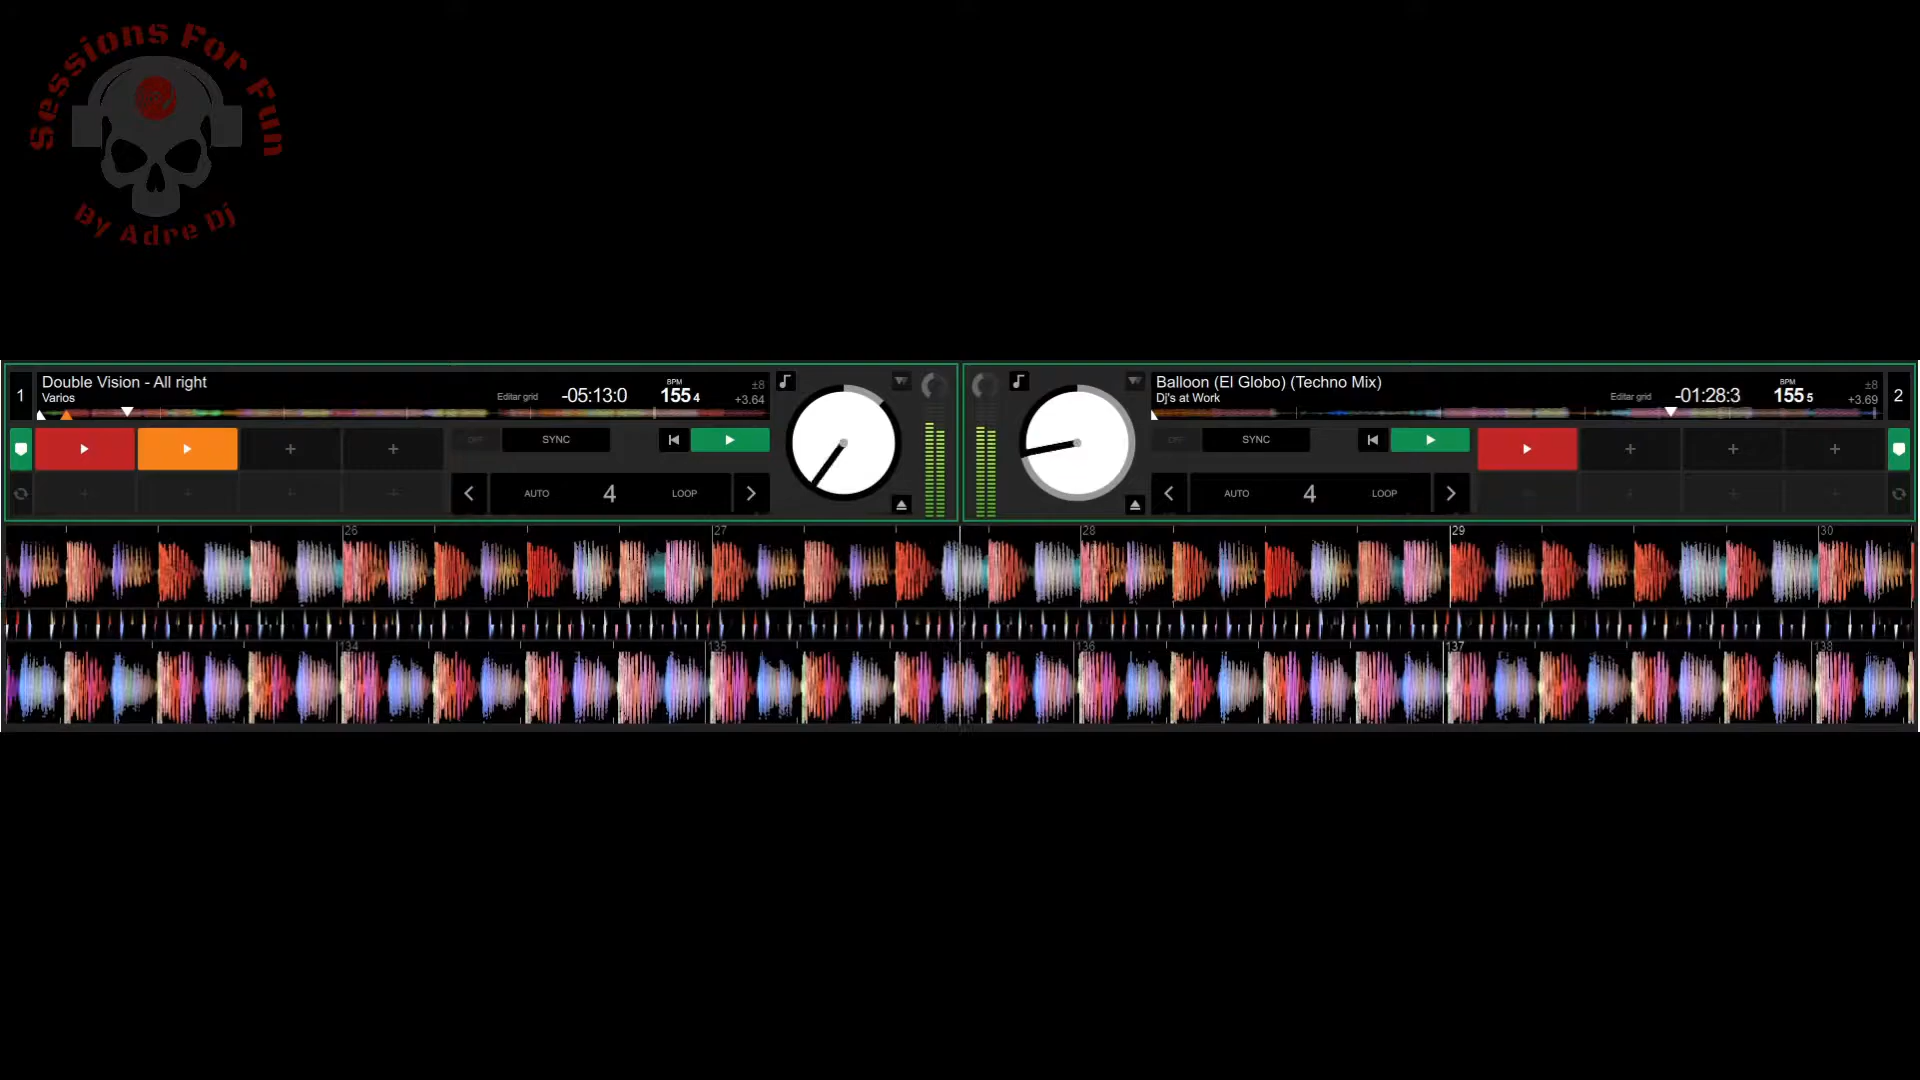 Sessions For Fun
By Adre Dj
1
Double Vision - All right
Varios
Editar grid
-05:13:0
BPM
155 4
±8
+3.64
OFF
SYNC
AUTO
4
LOOP
Balloon (El Globo) (Techno Mix)
Dj's at Work
Editar grid
-01:28:3
BPM
155 5
±8
+3.69
2
OFF
SYNC
AUTO
4
LOOP
26 27 28 29 30
134 135 136 137 138